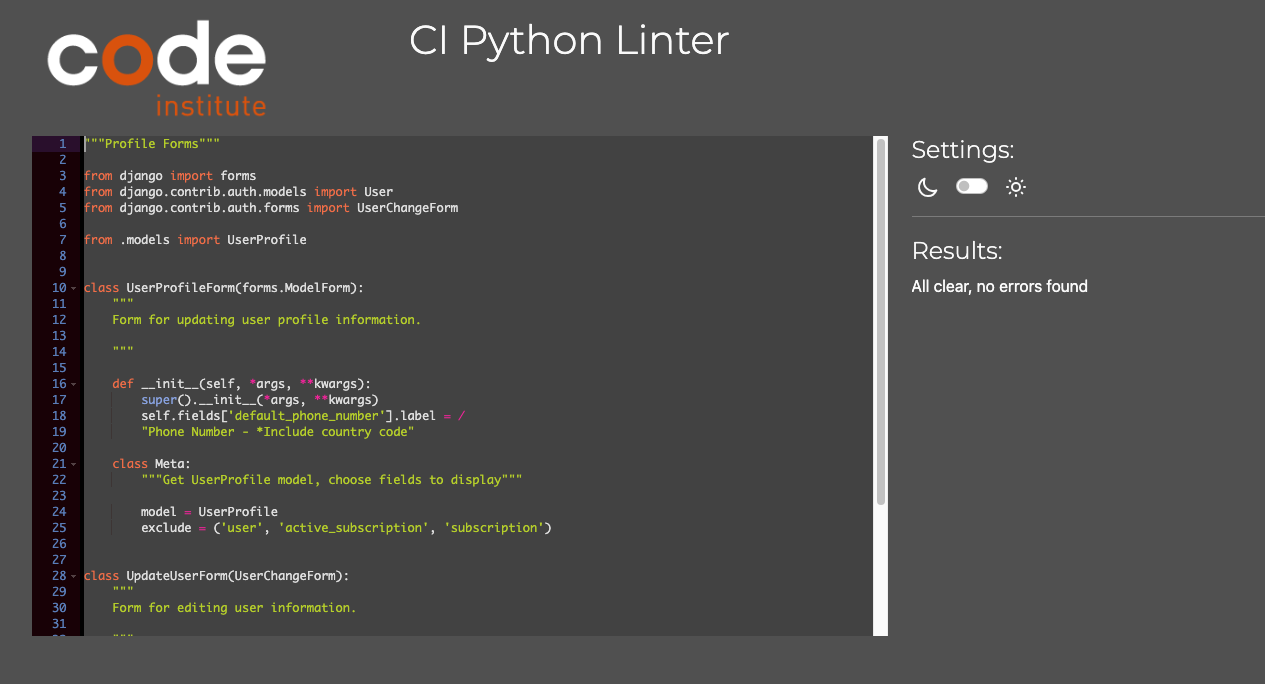 code
institute
CI Python Linter
1 """Profile Forms"""
2
3 from django import forms
4 from django.contrib.auth.models import User
5 from django.contrib.auth.forms import UserChangeForm
6
7 from .models import UserProfile
8
9
10 class UserProfileForm(forms.ModelForm):
11     """
12     Form for updating user profile information.
13
14     """
15
16     def __init__(self, *args, **kwargs):
17         super().__init__(*args, **kwargs)
18         self.fields['default_phone_number'].label = /
19         "Phone Number - *Include country code"
20
21     class Meta:
22         """Get UserProfile model, choose fields to display"""
23
24         model = UserProfile
25         exclude = ('user', 'active_subscription', 'subscription')
26
27
28 class UpdateUserForm(UserChangeForm):
29     """
30     Form for editing user information.
31
    """
Settings:
Results:
All clear, no errors found